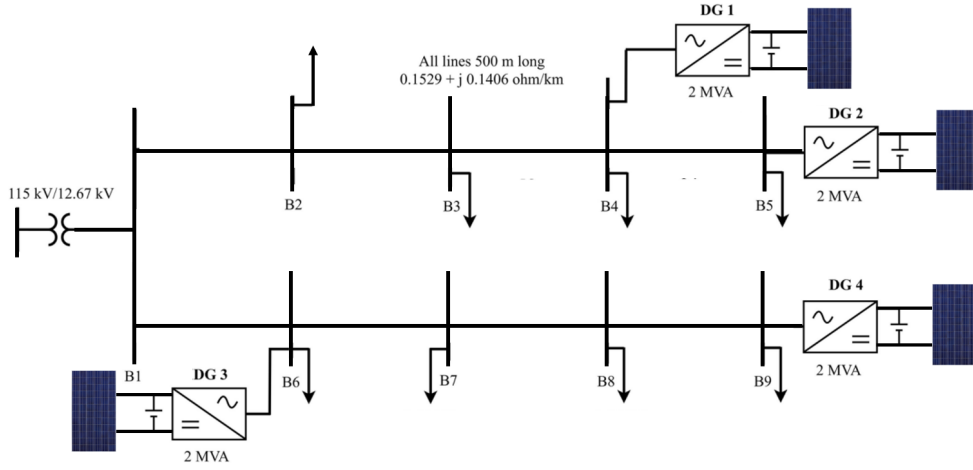 DG 1
All lines 500 m long
0.1529 + j 0.1406 ohm/km
2 MVA
DG 2
115 kV/12.67 kV
B2
B3
B4
B5
2 MVA
DG 4
B1
DG 3
B6
B7
B8
B9
2 MVA
2 MVA